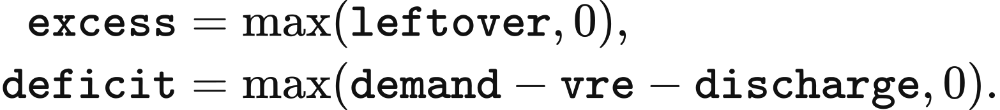 excess = max(leftover, 0),
deficit = max(demand − vre − discharge, 0).